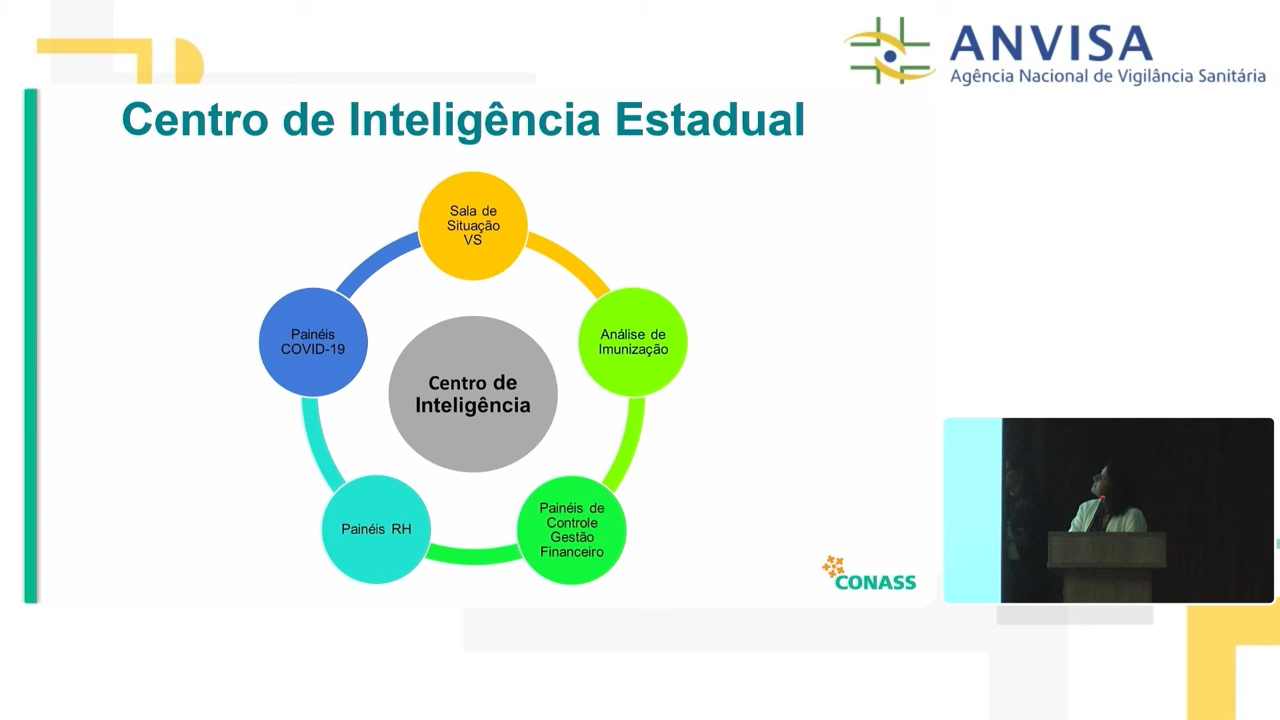 ANVISA
Agência Nacional de Vigilância Sanitária
Centro de Inteligência Estadual
Sala de
Situação
VS
Painéis
COVID-19
Análise de
Imunização
Centro de
Inteligência
Painéis RH
Painéis de
Controle
Gestão
Financeiro
CONASS